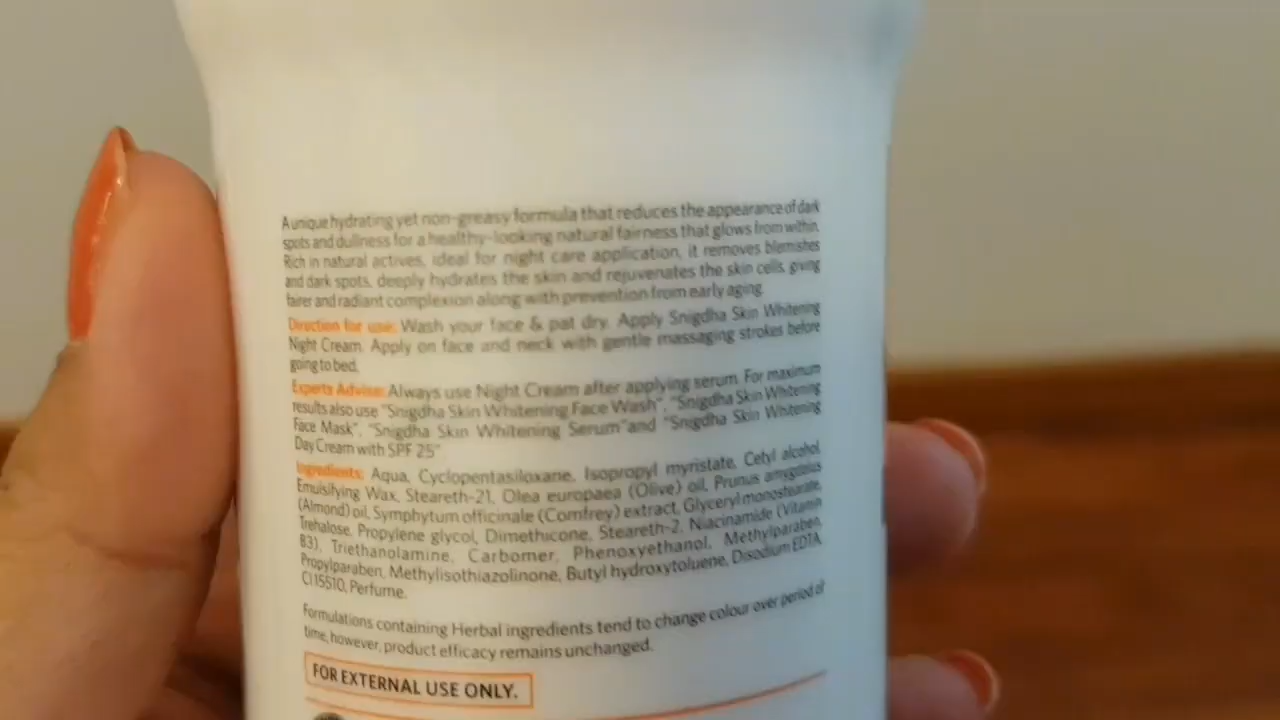 A unique hydrating yet non-greasy formula that reduces the appearance of dark
spots and dullness for a healthy-looking natural fairness that glows from within.
Rich in natural actives, ideal for night care application, it removes blemishes
and dark spots, deeply hydrates the skin and rejuvenates the skin cells, giving
fairer and radiant complexion along with prevention from early aging.
Direction for use: Wash your face & pat dry. Apply Snigdha Skin Whitening
Night Cream. Apply on face and neck with gentle massaging strokes before
going to bed.
Experts Advise: Always use Night Cream after applying serum. For maximum
results also use "Snigdha Skin Whitening Face Wash", "Snigdha Skin Whitening
Face Mask", "Snigdha Skin Whitening Serum" and "Snigdha Skin Whitening
Day Cream with SPF 25"
Ingredients: Aqua, Cyclopentasiloxane, Isopropyl myristate, Cetyl alcohol,
Emulsifying Wax, Steareth-21, Olea europaea (Olive) oil, Prunus amygdalus
(Almond) oil, Symphytum officinale (Comfrey) extract, Glyceryl monostearate,
Trehalose, Propylene glycol, Dimethicone, Steareth-2, Niacinamide (Vitamin
B3), Triethanolamine, Carbomer, Phenoxyethanol, Methylparaben,
Propylparaben, Methylisothiazolinone, Butyl hydroxytoluene, Disodium EDTA,
CI 15510, Perfume.
Formulations containing Herbal ingredients tend to change colour over period of
time, however, product efficacy remains unchanged.
FOR EXTERNAL USE ONLY.